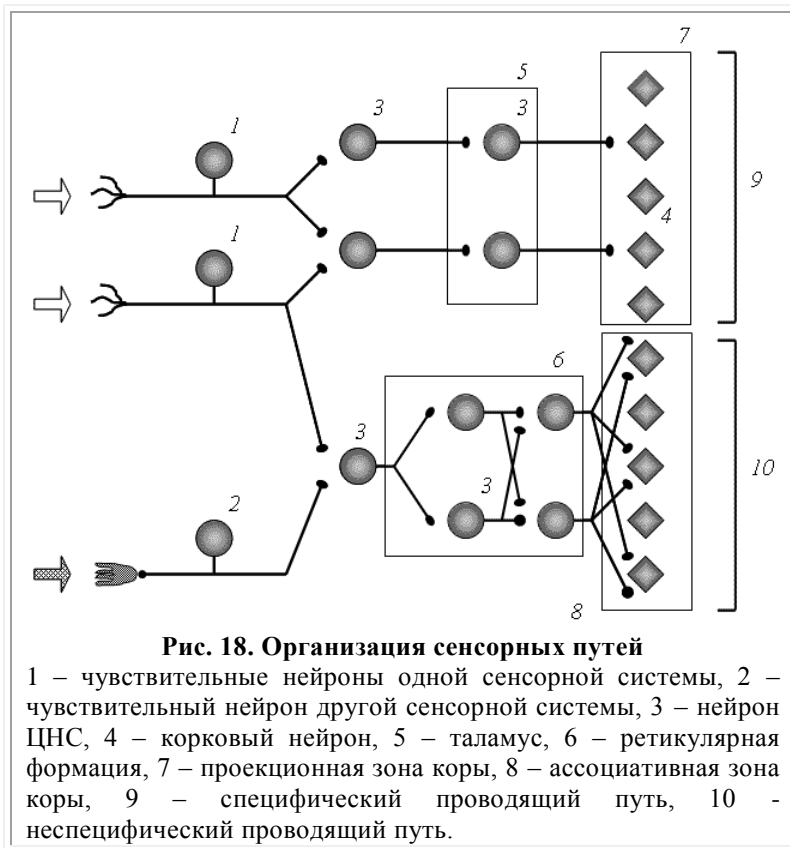 7
5
3
3
1
9
4
1
6
3
10
3
2
8
Рис. 18. Организация сенсорных путей
1 – чувствительные нейроны одной сенсорной системы, 2 –
чувствительный нейрон другой сенсорной системы, 3 – нейрон
ЦНС, 4 – корковый нейрон, 5 – таламус, 6 – ретикулярная
формация, 7 – проекционная зона коры, 8 – ассоциативная зона
коры, 9 – специфический проводящий путь, 10 -
неспецифический проводящий путь.